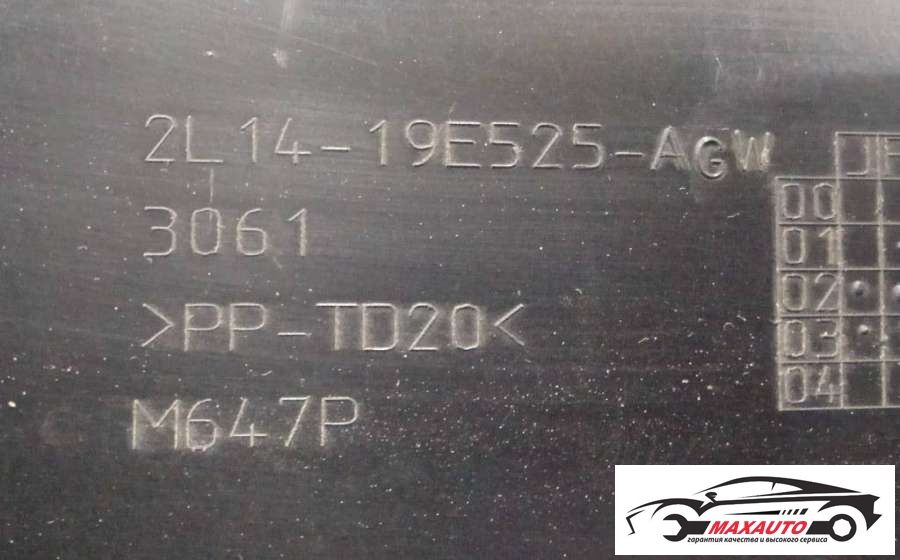 2L14-19E525-AGW
3061
>PP-TD20<
M647P
00
01
02
03
04
MAXAUTO
гарантия качества и высокого сервиса